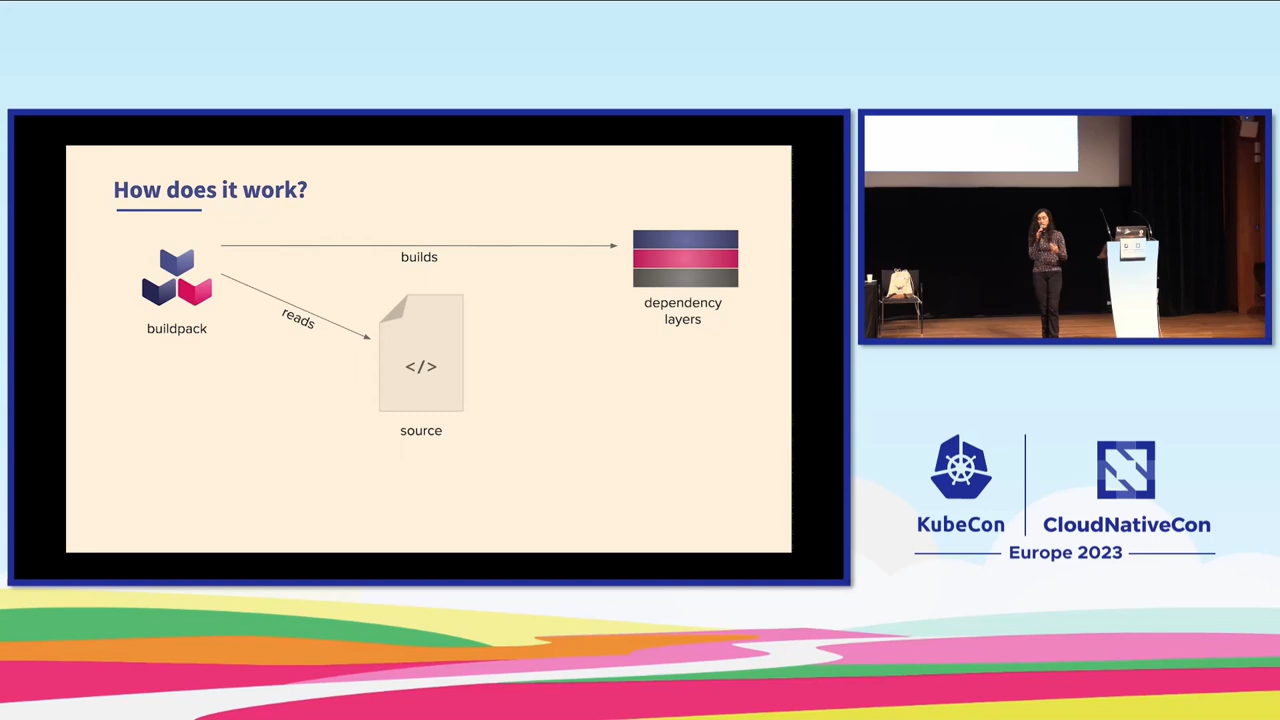 How does it work?
builds
reads
buildpack
dependency
layers
</>
source
KubeCon
CloudNativeCon
Europe 2023